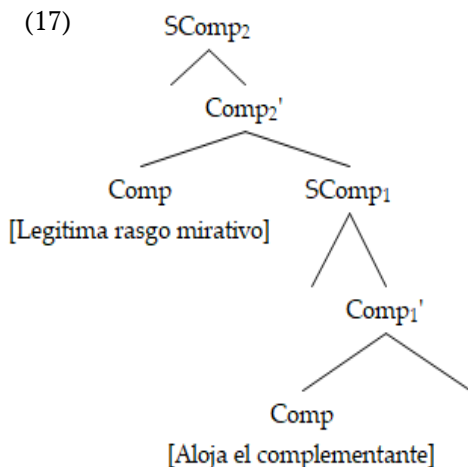 (17)
SComp₂
Comp₂'
Comp SComp₁
[Legitima rasgo mirativo]
Comp₁'
Comp
[Aloja el complementante]